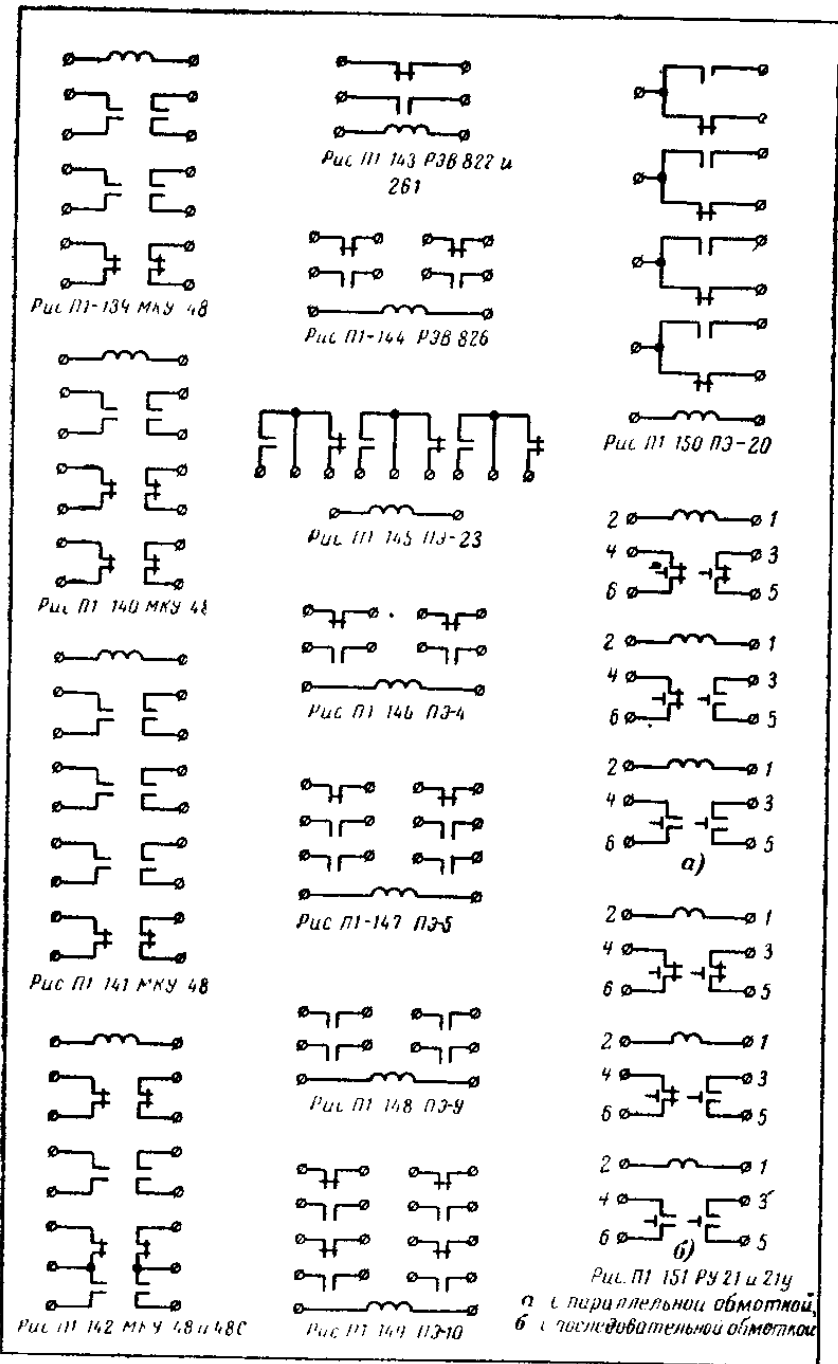 Рис П1-139 МКУ 48
Рис П1 140 МКУ 48
Рис П1 141 МКУ 48
Рис П1 142 МКУ 48 и 48С
Рис П1 143 РЭВ 822 и
261
Рис П1-144 РЭВ 826
Рис П1 145 ПЭ-23
Рис П1 146 ПЭ-4
Рис П1-147 ПЭ-5
Рис П1 148 ПЭ-9
Рис П1 149 ПЭ-10
Рис П1 150 ПЭ-20
2 1
4 3
6 5
2 1
4 3
6 5
2 1
4 3
6 5
а)
2 1
4 3
6 5
2 1
4 3
6 5
2 1
4 3
6 5
б)
Рис. П1 151 РУ 21 и 21у
а с параллельной обмоткой,
б с последовательной обмоткой